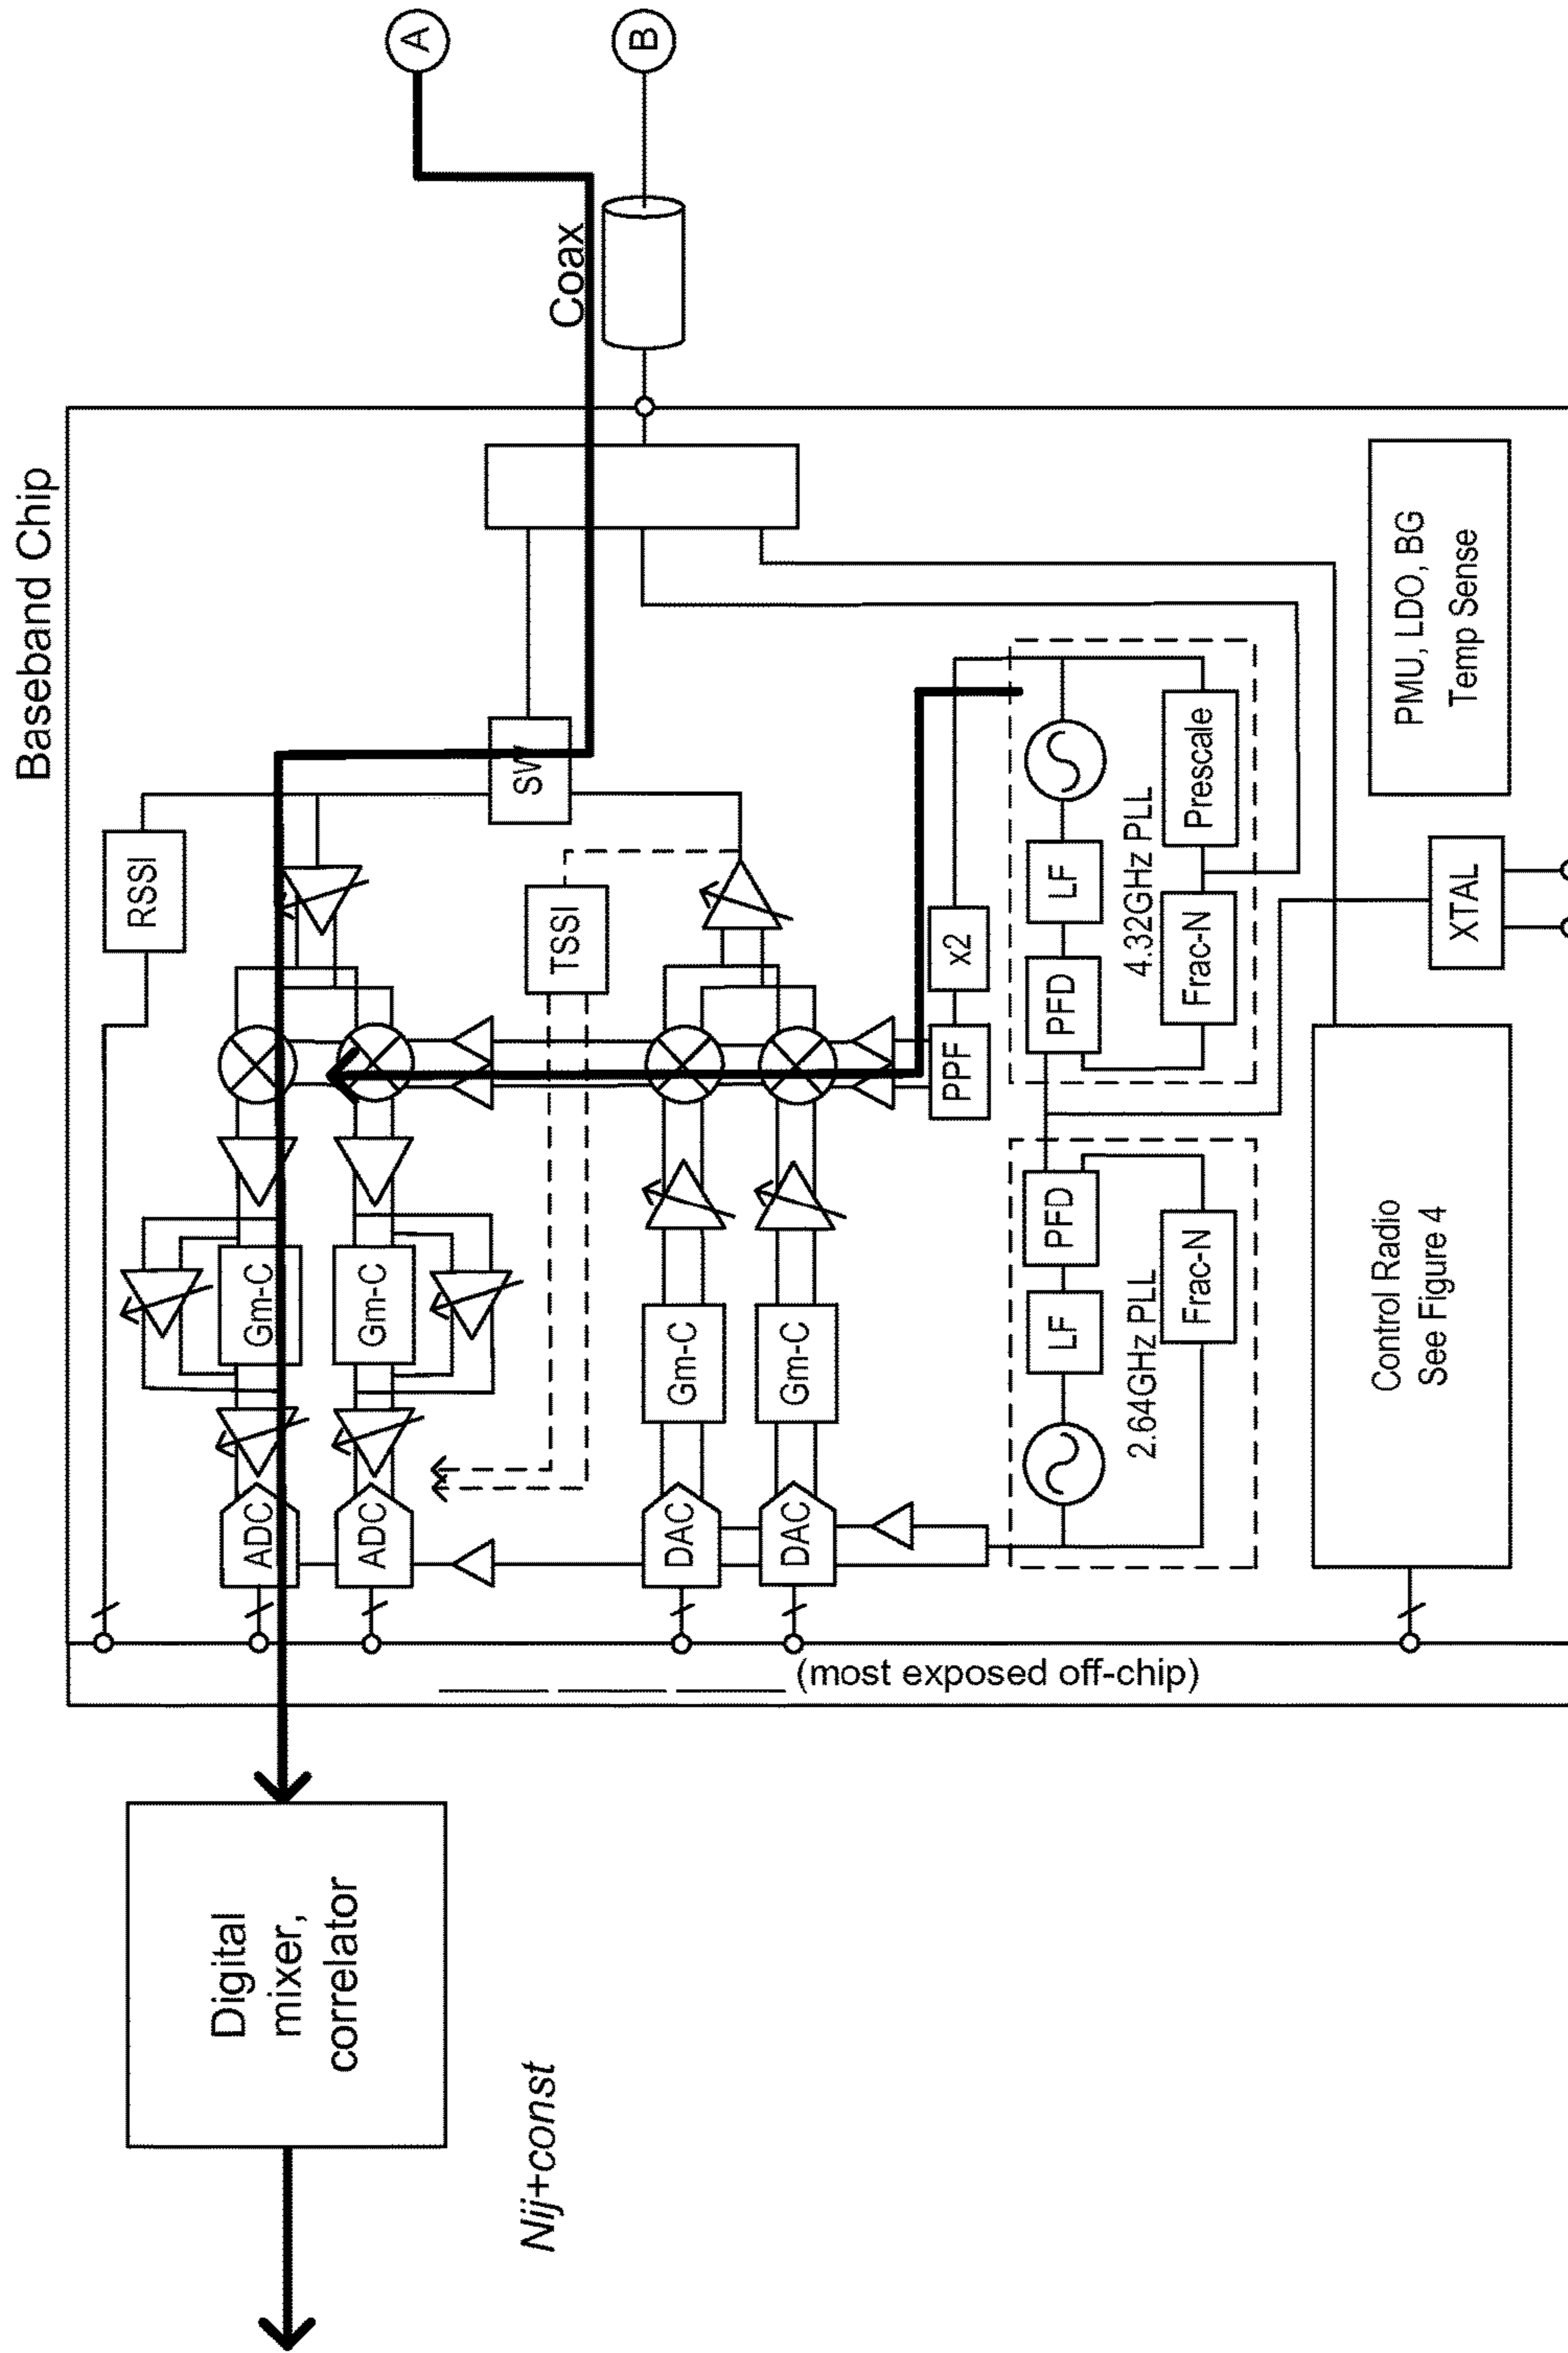 A
B
Coax
Baseband Chip
RSSI
SW
TSSI
x2
PPF
LF
PFD
4.32GHz PLL
Prescale
Frac-N
PMU, LDO, BG
Temp Sense
XTAL
Gm-C
Gm-C
Gm-C
Gm-C
ADC
ADC
DAC
DAC
PFD
LF
2.64GHz PLL
Frac-N
Control Radio
See Figure 4
(most exposed off-chip)
Digital
mixer,
correlator
Nij+const